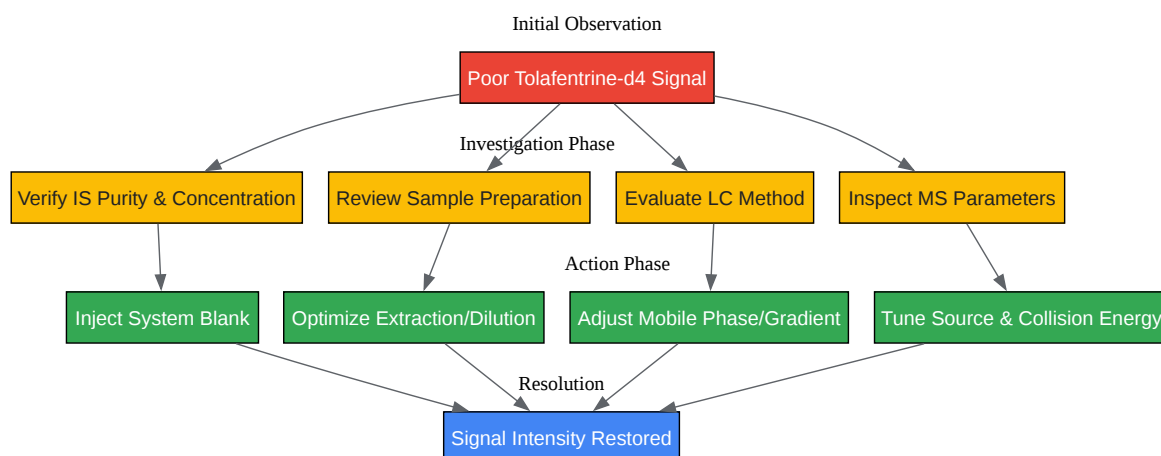 Initial Observation
Poor Tolafentrine-d4 Signal
Investigation Phase
Verify IS Purity & Concentration
Review Sample Preparation
Evaluate LC Method
Inspect MS Parameters
Action Phase
Inject System Blank
Optimize Extraction/Dilution
Adjust Mobile Phase/Gradient
Tune Source & Collision Energy
Resolution
Signal Intensity Restored